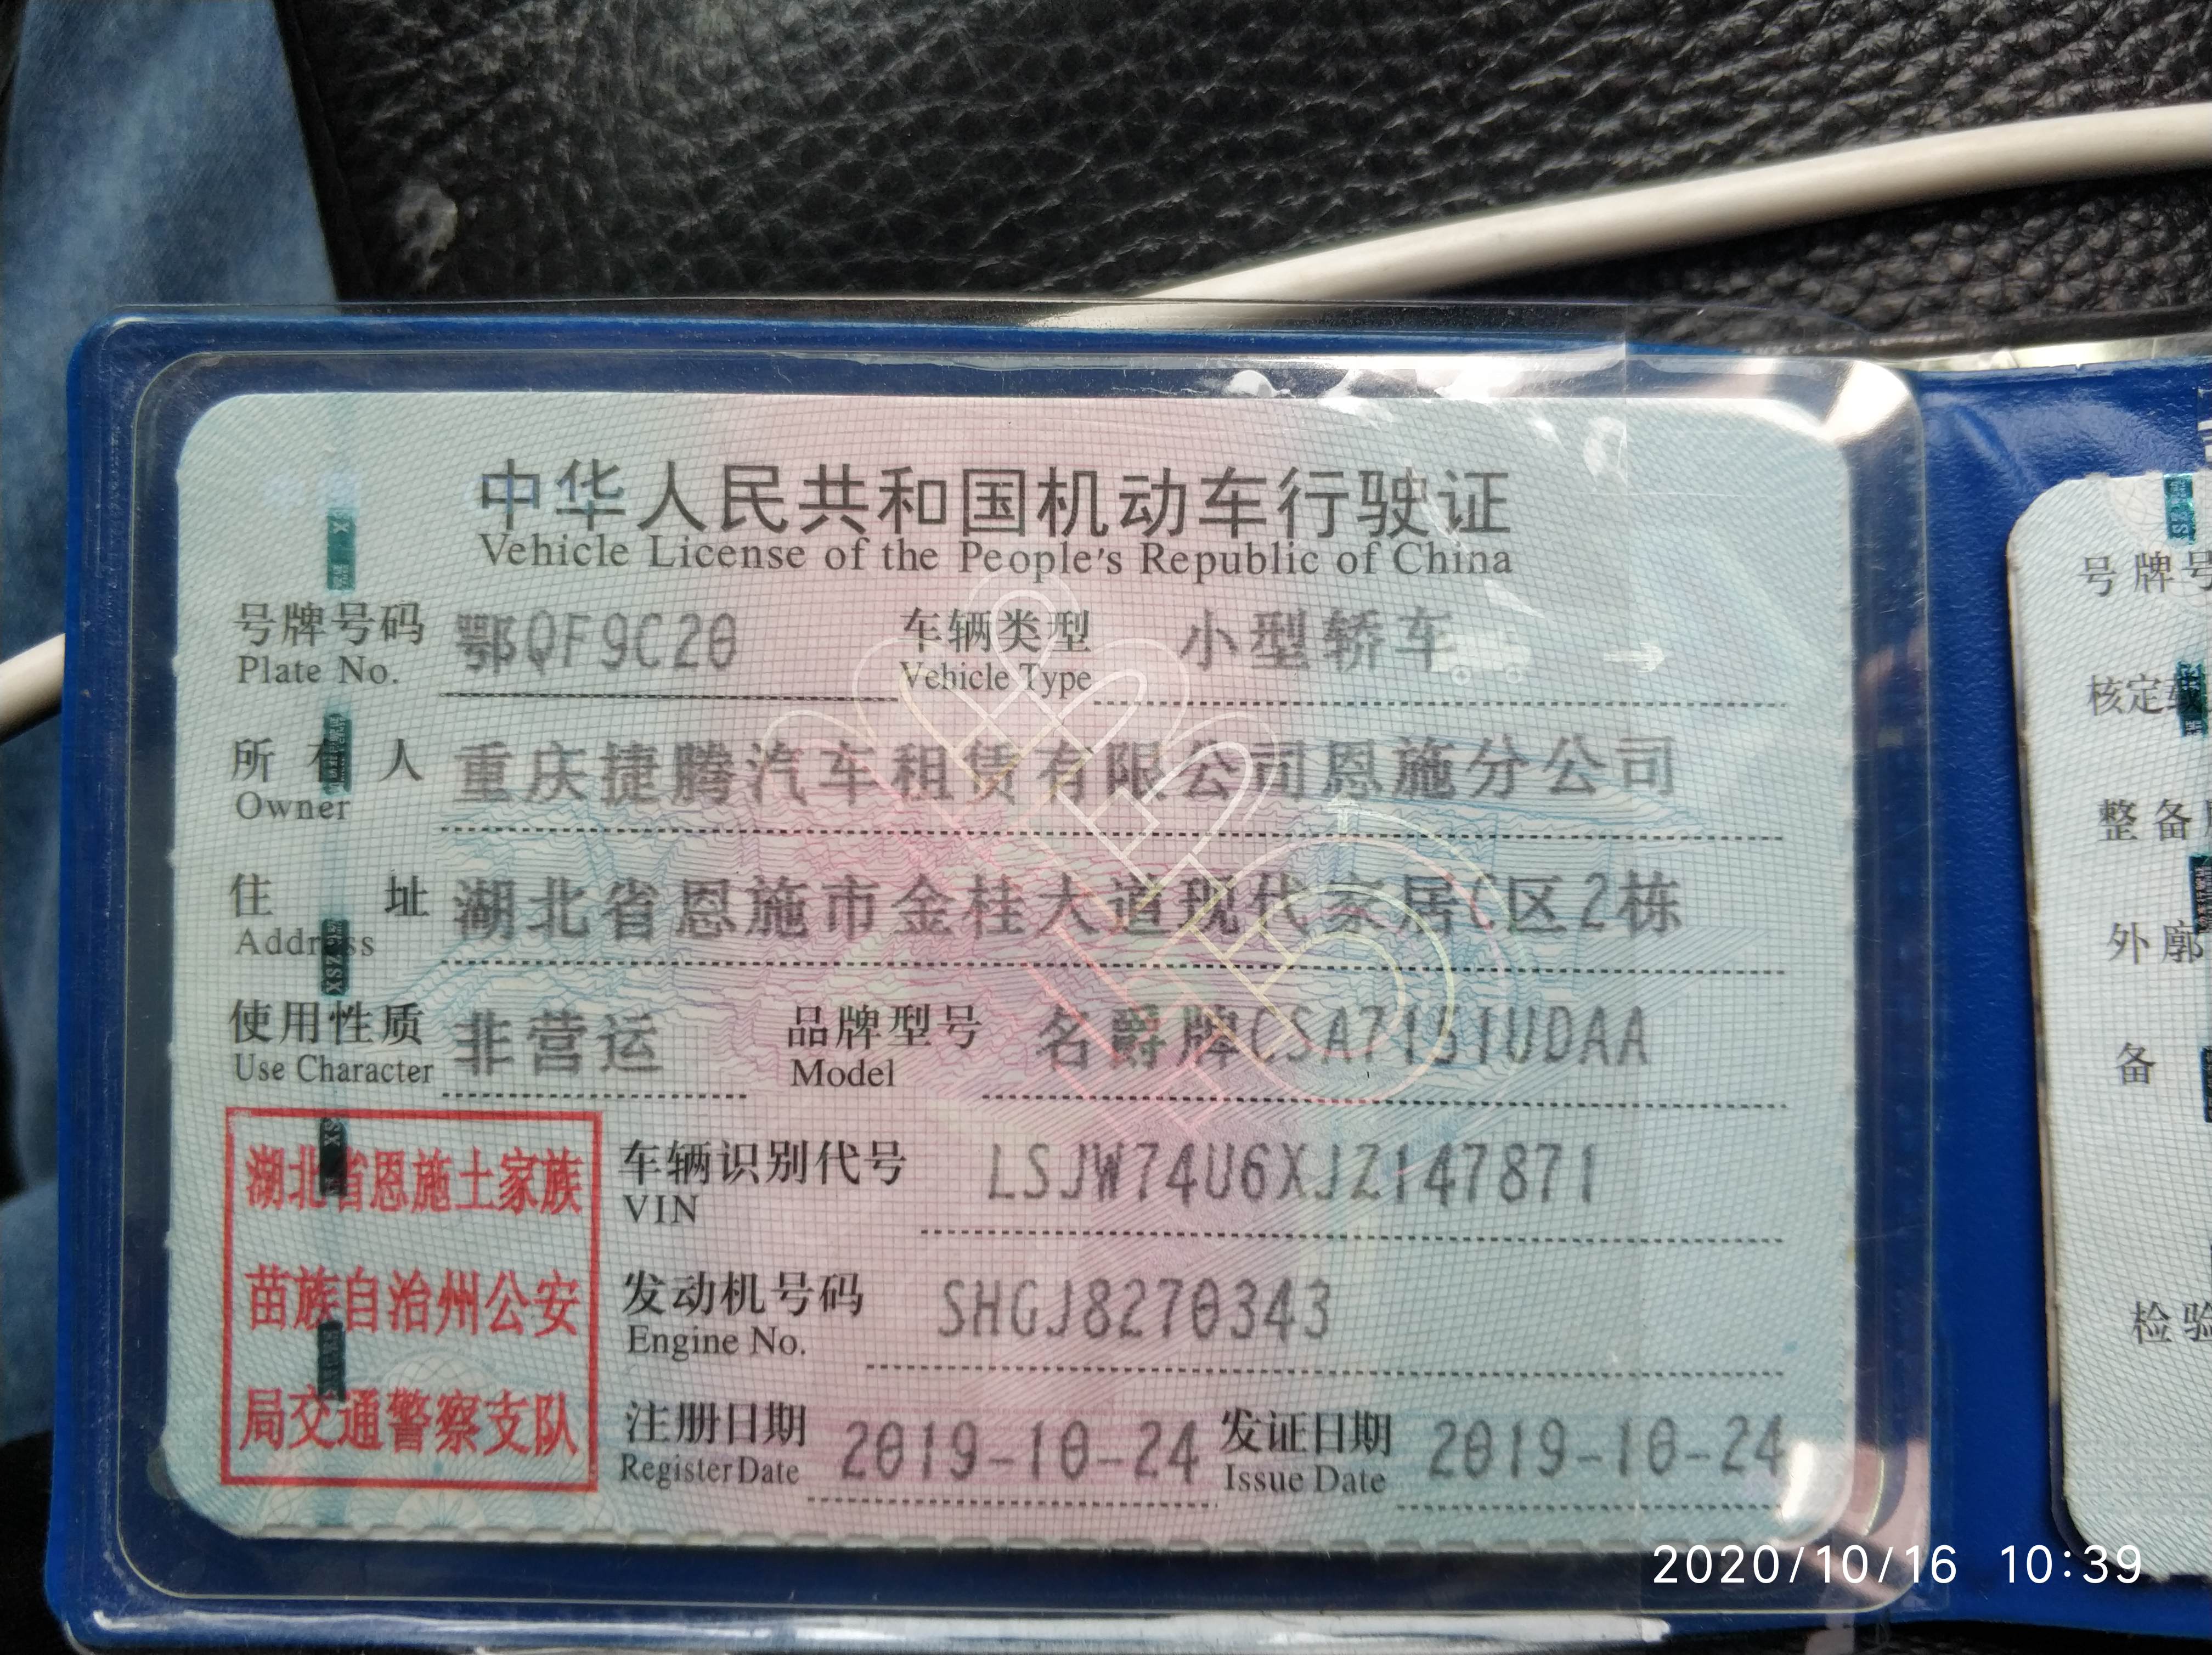 中华人民共和国机动车行驶证
Vehicle License of the People's Republic of China
号牌号码 鄂QF9C20 车辆类型 小型轿车
Plate No. Vehicle Type
所有人 重庆捷腾汽车租赁有限公司恩施分公司
Owner
住址 湖北省恩施市金桂大道现代家居C区2栋
Address
使用性质 非营运 品牌型号 名爵牌CSA7151UDAA
Use Character Model
湖北省恩施土家族
苗族自治州公安
局交通警察支队
车辆识别代号 LSJW74U6XJZ147871
VIN
发动机号码 SHGJ8270343
Engine No.
注册日期 2019-10-24 发证日期 2019-10-24
Register Date Issue Date
号牌号
核定载
整备
外廓
备
检验
2020/10/16 10:39